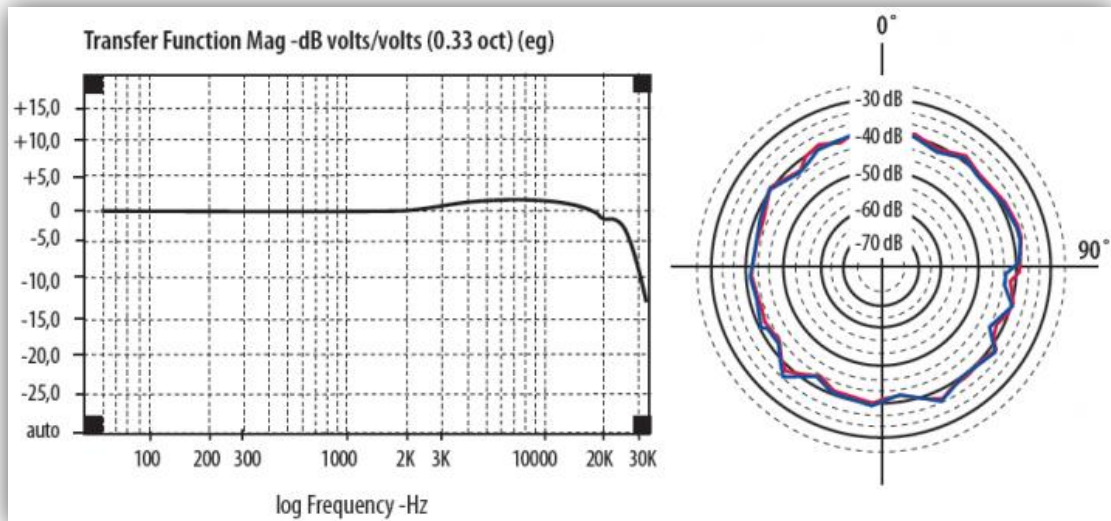 Transfer Function Mag -dB volts/volts (0.33 oct) (eg)
+15,0
+10,0
+5,0
0
-5,0
-10,0
-15,0
-20,0
-25,0
auto
100 200 300 1000 2K 3K 10000 20K 30K
log Frequency -Hz
0°
-30 dB
-40 dB
-50 dB
-60 dB
-70 dB
90°